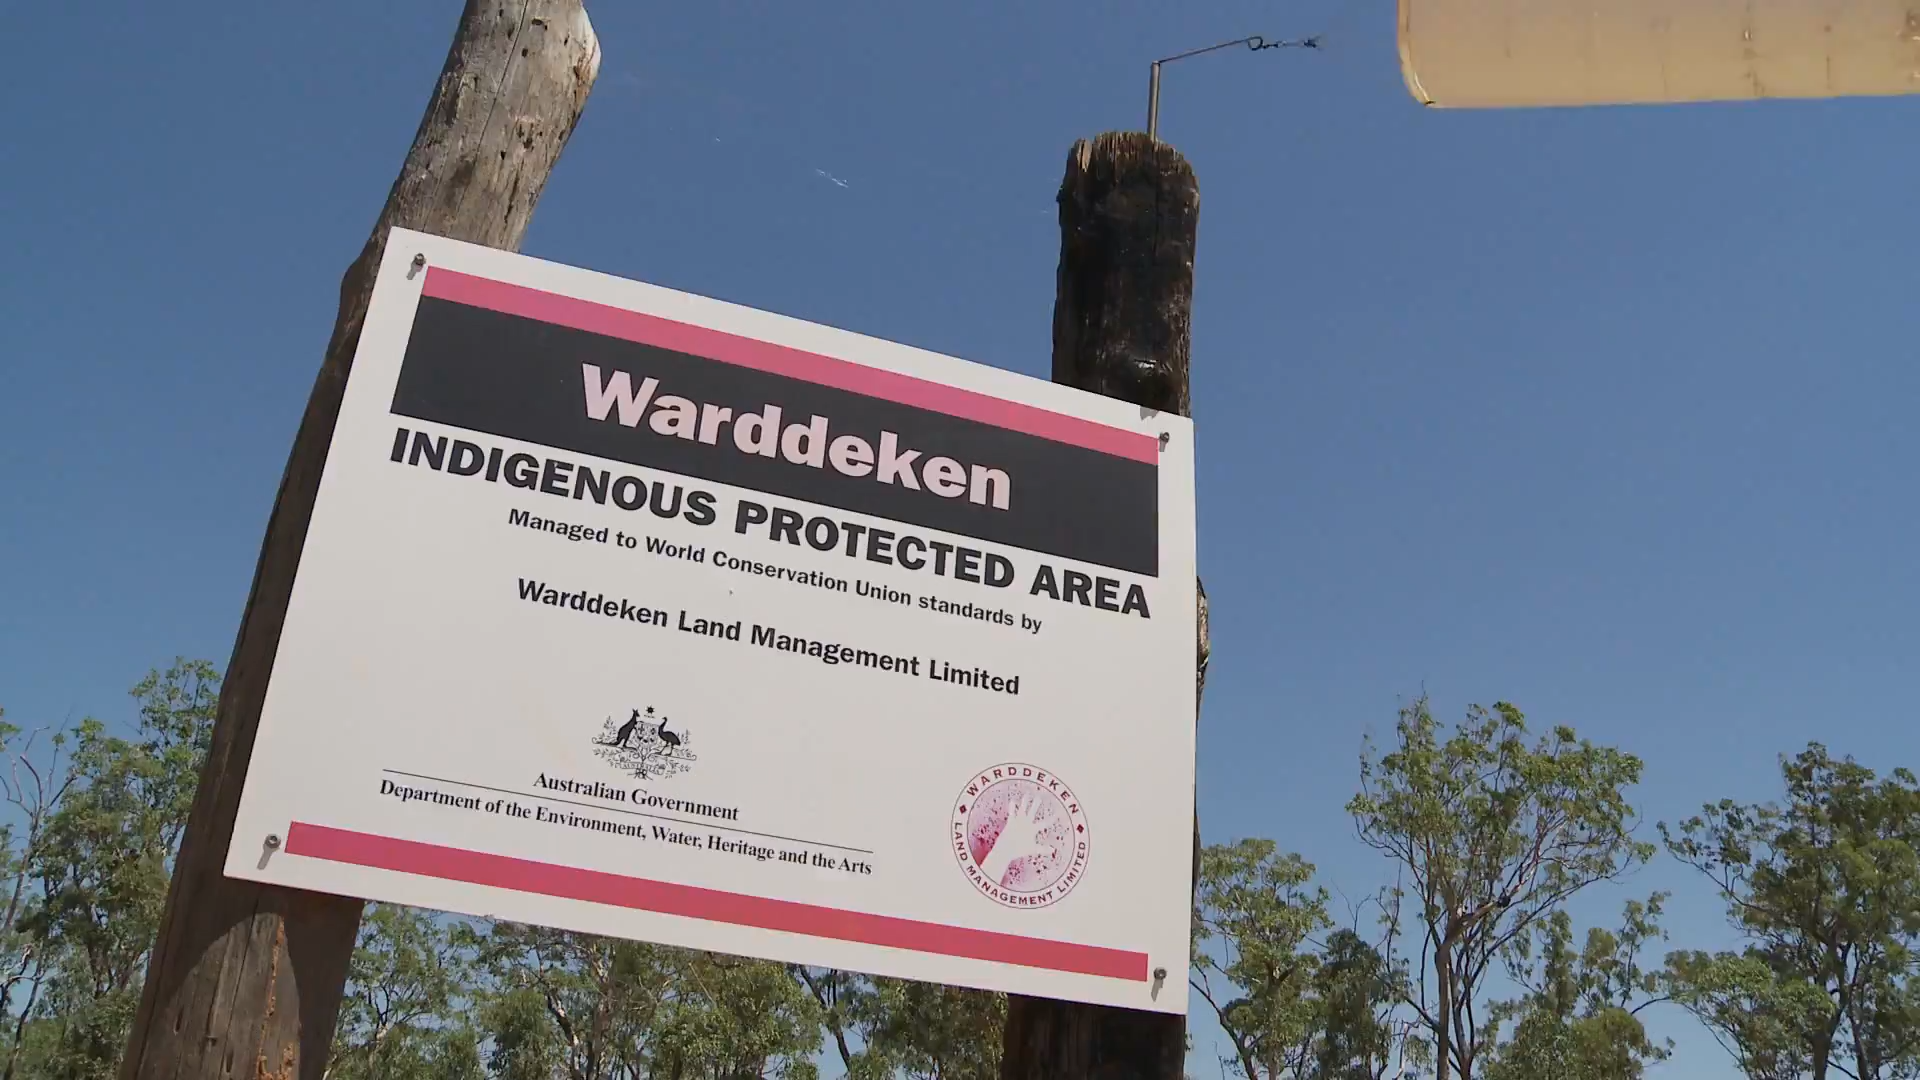 Warddeken
INDIGENOUS PROTECTED AREA
Managed to World Conservation Union standards by
Warddeken Land Management Limited
Australian Government
Department of the Environment, Water, Heritage and the Arts
WARDDEKEN
LAND MANAGEMENT LIMITED